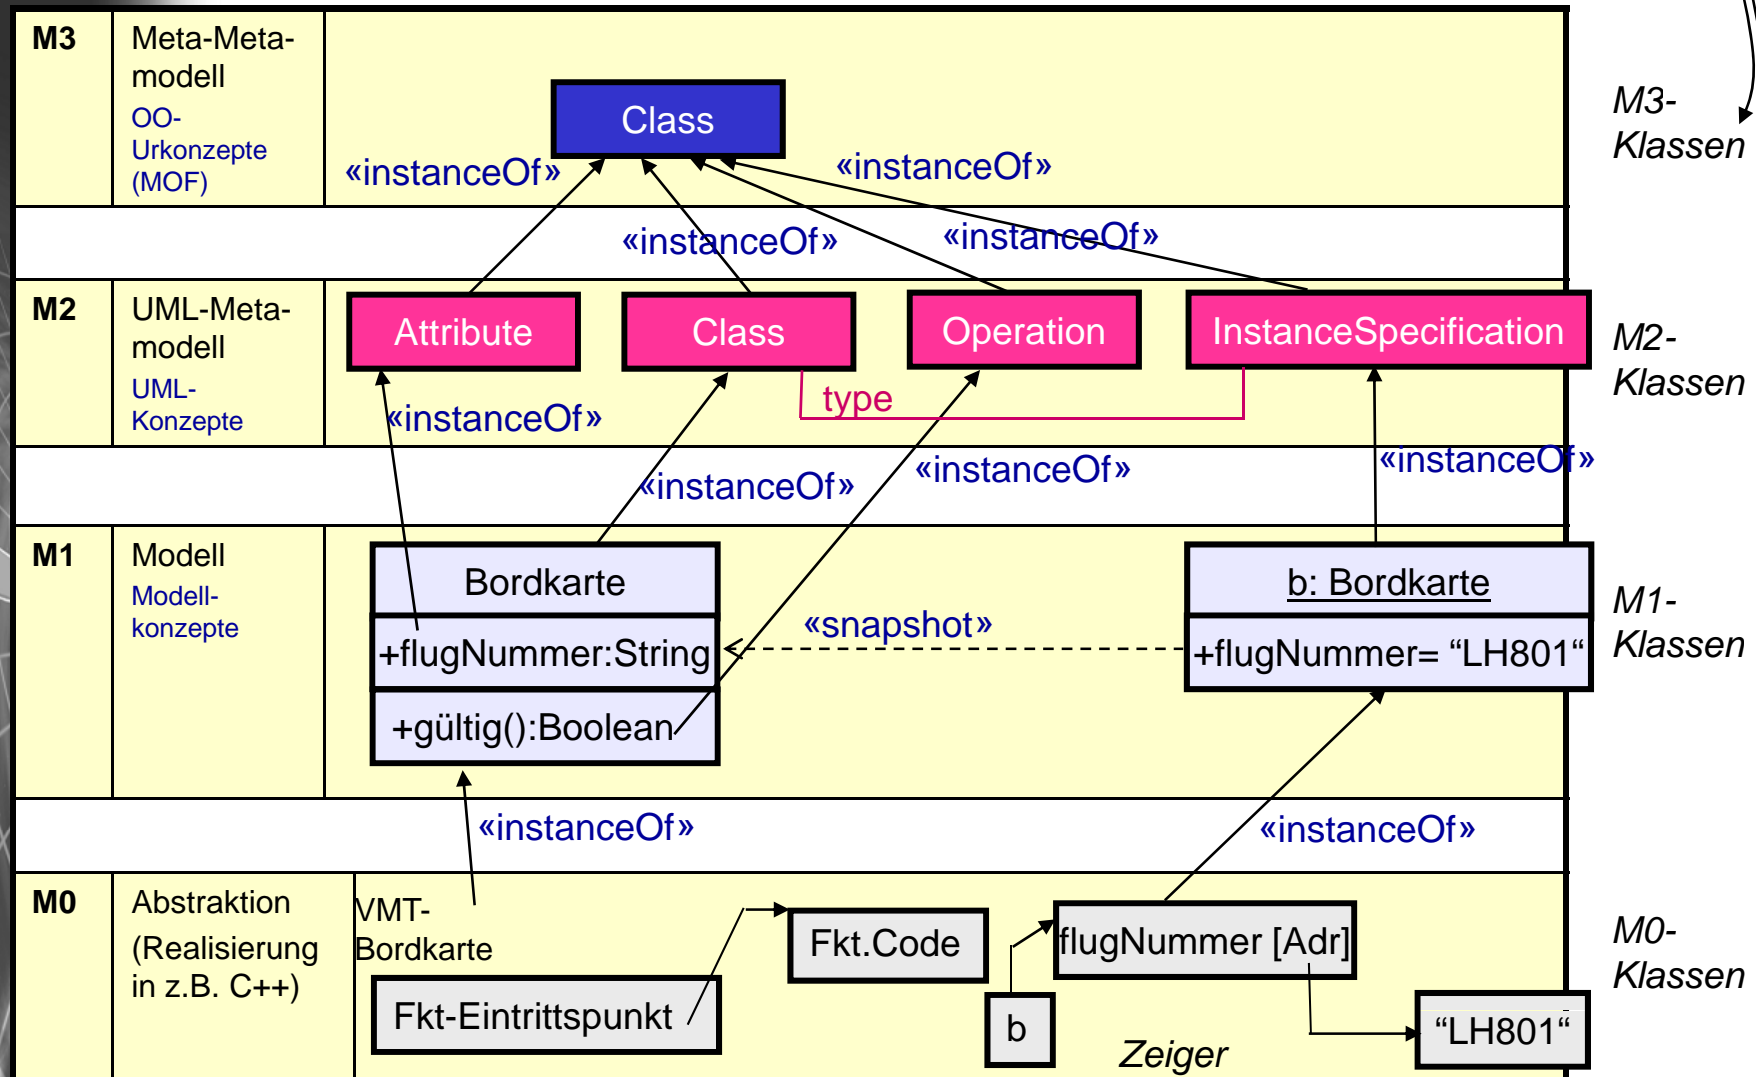 M3
Meta-Meta-
modell
OO-
Urkonzepte
(MOF)
Class
«instanceOf»
«instanceOf»
M3-
Klassen
«instanceOf»
«instanceOf»
M2
UML-Meta-
modell
UML-
Konzepte
Attribute
Class
Operation
InstanceSpecification
type
«instanceOf»
M2-
Klassen
«instanceOf»
«instanceOf»
«instanceOf»
M1
Modell
Modell-
konzepte
Bordkarte
+flugNummer:String
+gültig():Boolean
«snapshot»
b: Bordkarte
+flugNummer= “LH801“
M1-
Klassen
«instanceOf»
«instanceOf»
M0
Abstraktion
(Realisierung
in z.B. C++)
VMT-
Bordkarte
Fkt-Eintrittspunkt
Fkt.Code
b
flugNummer [Adr]
Zeiger
“LH801“
M0-
Klassen